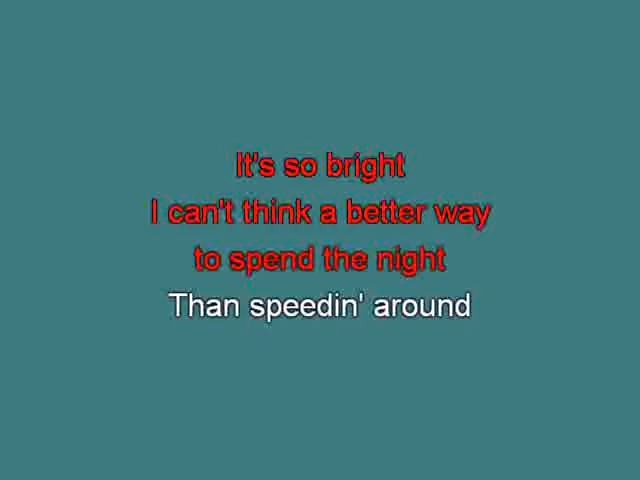 It's so bright
I can't think a better way
to spend the night
Than speedin' around